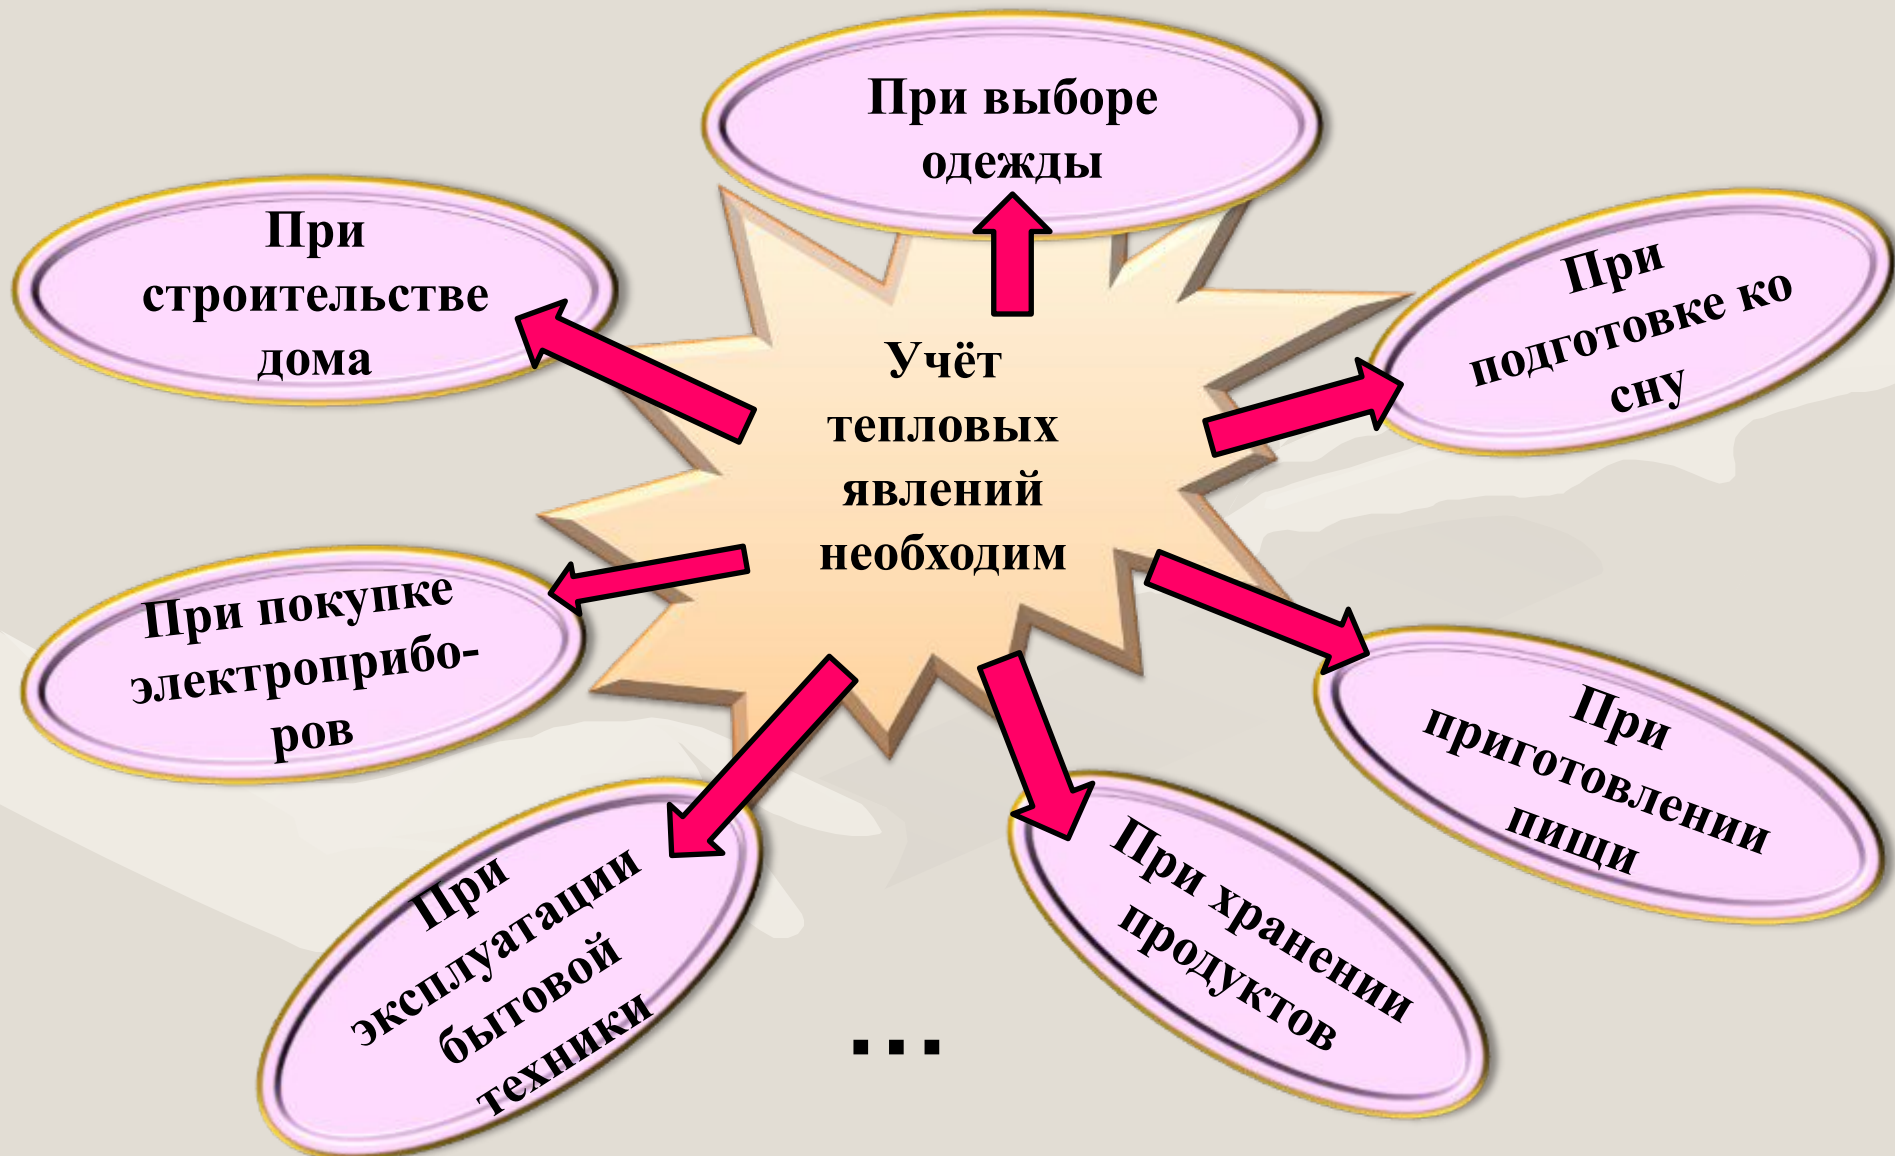 При выборе
одежды
При
строительстве
дома
При
подготовке ко
сну
Учёт
тепловых
явлений
необходим
При покупке
электроприбо-
ров
При
приготовлении
пищи
При
эксплуатации
бытовой
техники
При хранении
продуктов
...